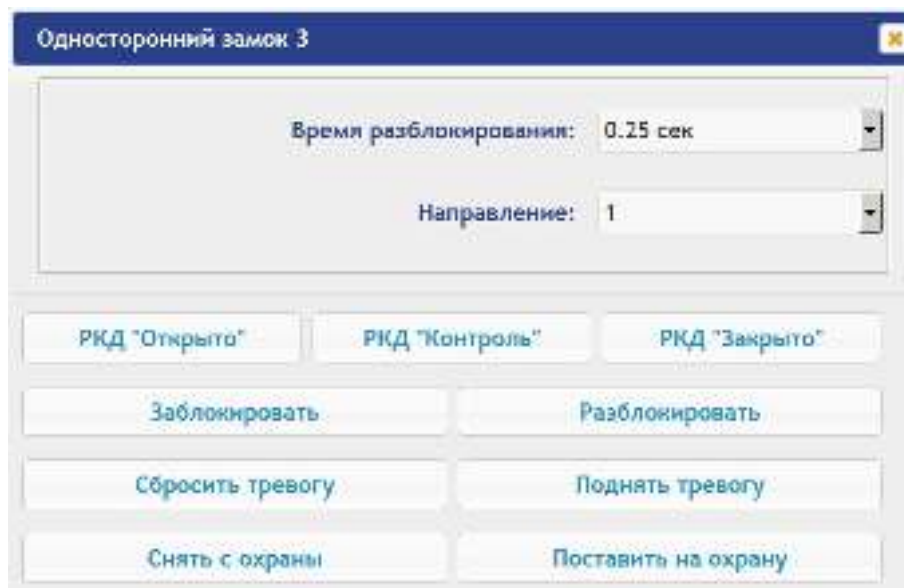 Односторонний замок 3
Время разблокирования: 0.25 сек
Направление: 1
РКД "Открыто" РКД "Контроль" РКД "Закрыто"
Заблокировать Разблокировать
Сбросить тревогу Поднять тревогу
Снять с охраны Поставить на охрану